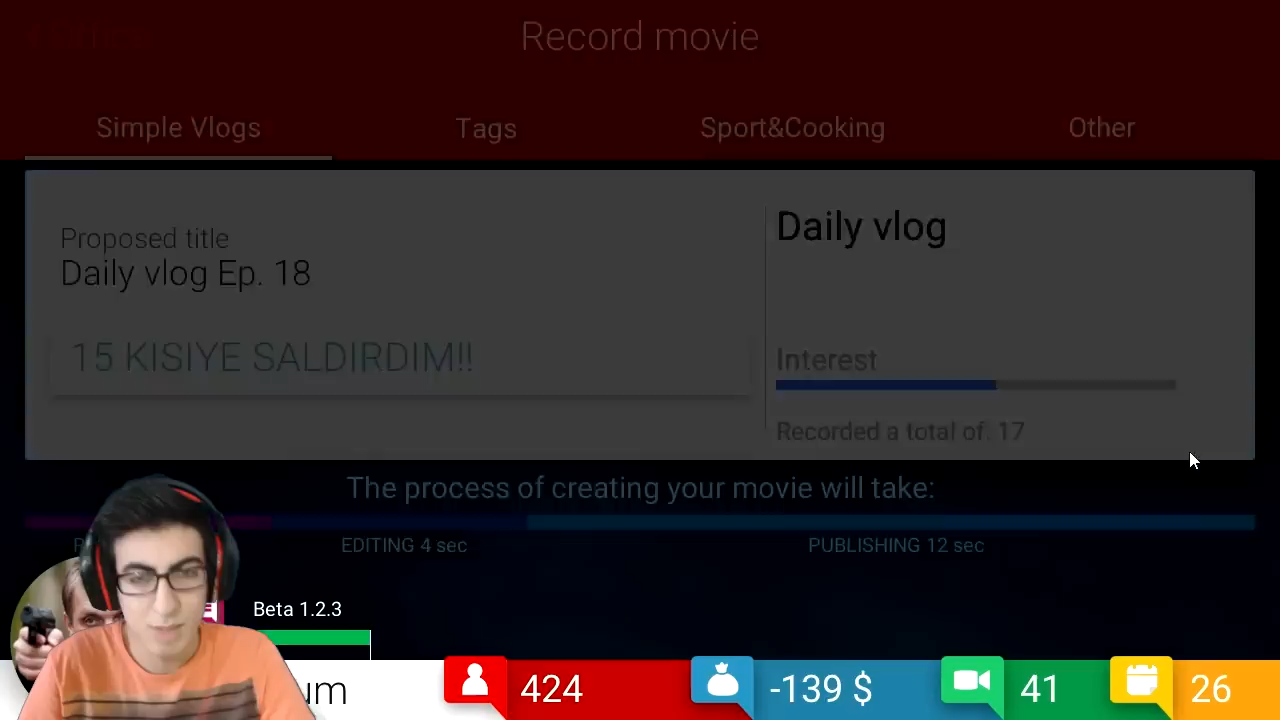 Record movie
Simple Vlogs
Tags
Sport&Cooking
Other
Proposed title
Daily vlog Ep. 18
15 KISIYE SALDIRDIM!!
Daily vlog
Interest
Recorded a total of: 17
The process of creating your movie will take:
EDITING 4 sec
PUBLISHING 12 sec
Beta 1.2.3
424
-139 $
41
26